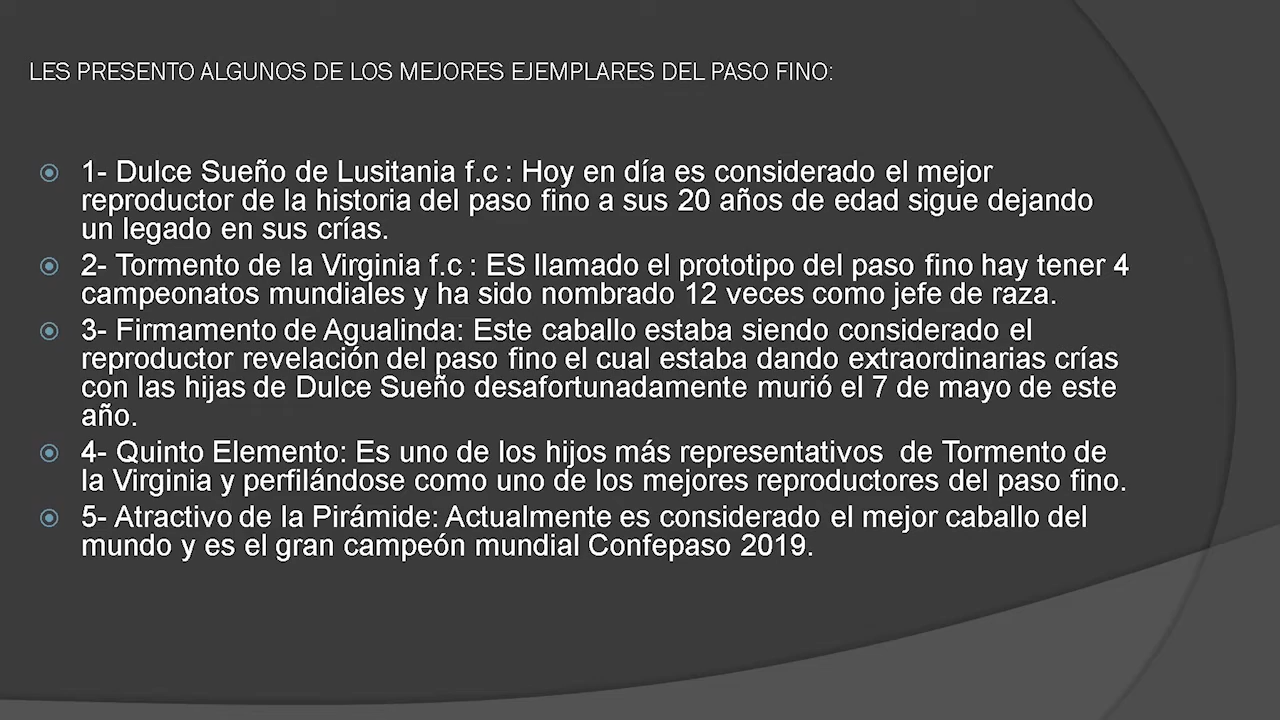 LES PRESENTO ALGUNOS DE LOS MEJORES EJEMPLARES DEL PASO FINO:
1- Dulce Sueño de Lusitania f.c : Hoy en día es considerado el mejor
reproductor de la historia del paso fino a sus 20 años de edad sigue dejando
un legado en sus crías.
2- Tormento de la Virginia f.c : ES llamado el prototipo del paso fino hay tener 4
campeonatos mundiales y ha sido nombrado 12 veces como jefe de raza.
3- Firmamento de Agualinda: Este caballo estaba siendo considerado el
reproductor revelación del paso fino el cual estaba dando extraordinarias crías
con las hijas de Dulce Sueño desafortunadamente murió el 7 de mayo de este
año.
4- Quinto Elemento: Es uno de los hijos más representativos  de Tormento de
la Virginia y perfilándose como uno de los mejores reproductores del paso fino.
5- Atractivo de la Pirámide: Actualmente es considerado el mejor caballo del
mundo y es el gran campeón mundial Confepaso 2019.